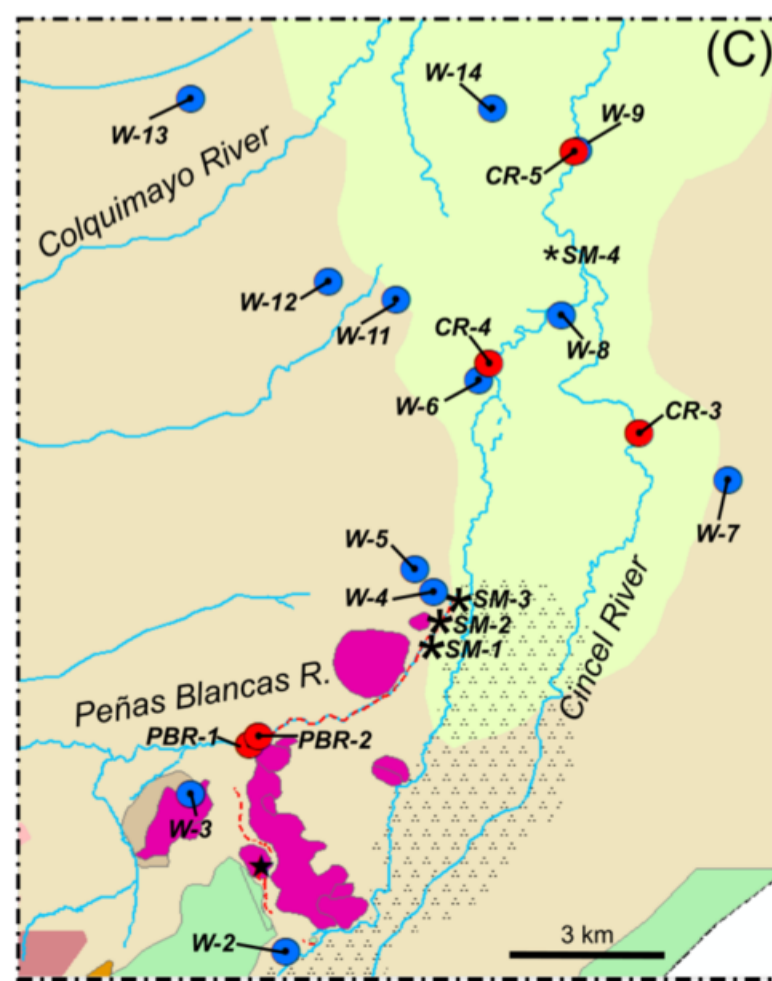 (C)
W-14
W-9
W-13
CR-5
Colquimayo River
*SM-4
W-12
W-11
CR-4
W-8
W-6
CR-3
W-7
W-5
W-4
*SM-3
*SM-2
*SM-1
Cincel River
Peñas Blancas R.
PBR-1
PBR-2
W-3
W-2
3 km